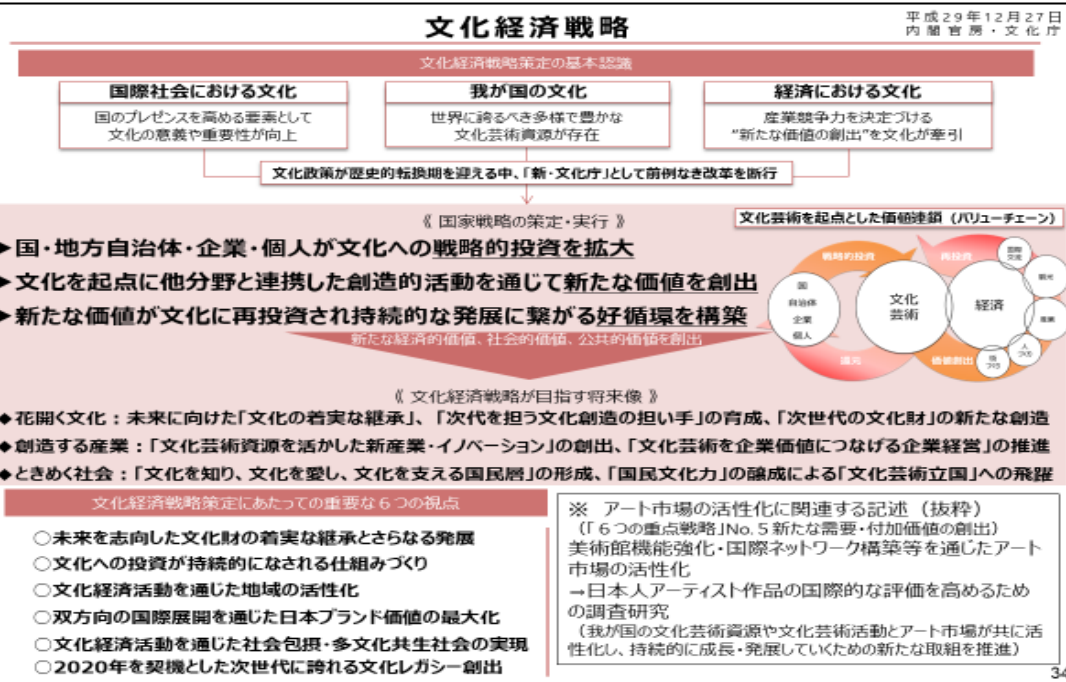 文化経済戦略
平成29年12月27日
内閣官房・文化庁
文化経済戦略策定の基本認識
国際社会における文化
国のプレゼンスを高める要素として
文化の意義や重要性が向上
我が国の文化
世界に誇るべき多様で豊かな
文化芸術資源が存在
経済における文化
産業競争力を決定づける
“新たな価値の創出”を文化が牽引
文化政策が歴史的転換期を迎える中、「新・文化庁」として前例なき改革を断行
《 国家戦略の策定・実行 》
▶国・地方自治体・企業・個人が文化への戦略的投資を拡大
▶文化を起点に他分野と連携した創造的活動を通じて新たな価値を創出
▶新たな価値が文化に再投資され持続的な発展に繋がる好循環を構築
新たな経済的価値、社会的価値、公共的価値を創出
文化芸術を起点とした価値連鎖（バリューチェーン）
戦略的投資
再投資
国際
交流
国
自治体
企業
個人
文化
芸術
経済
観光
産業
人
づくり
街
づくり
還元
価値創出
《 文化経済戦略が目指す将来像 》
◆花開く文化：未来に向けた「文化の着実な継承」、「次代を担う文化創造の担い手」の育成、「次世代の文化財」の新たな創造
◆創造する産業：「文化芸術資源を活かした新産業・イノベーション」の創出、「文化芸術を企業価値につなげる企業経営」の推進
◆ときめく社会：「文化を知り、文化を愛し、文化を支える国民層」の形成、「国民文化力」の醸成による「文化芸術立国」への飛躍
文化経済戦略策定にあたっての重要な６つの視点
○未来を志向した文化財の着実な継承とさらなる発展
○文化への投資が持続的になされる仕組みづくり
○文化経済活動を通じた地域の活性化
○双方向の国際展開を通じた日本ブランド価値の最大化
○文化経済活動を通じた社会包摂・多文化共生社会の実現
○2020年を契機とした次世代に誇れる文化レガシー創出
※ アート市場の活性化に関連する記述（抜粋）
（「６つの重点戦略」No.５新たな需要・付加価値の創出）
美術館機能強化・国際ネットワーク構築等を通じたアート
市場の活性化
→日本人アーティスト作品の国際的な評価を高めるため
の調査研究
（我が国の文化芸術資源や文化芸術活動とアート市場が共に活
性化し、持続的に成長・発展していくための新たな取組を推進）
34